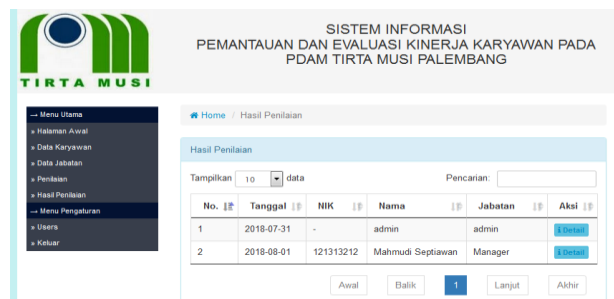 SISTEM INFORMASI
PEMANTAUAN DAN EVALUASI KINERJA KARYAWAN PADA
PDAM TIRTA MUSI PALEMBANG
TIRTA MUSI
→ Menu Utama
» Halaman Awal
» Data Karyawan
» Data Jabatan
» Penilaian
» Hasil Penilaian
→ Menu Pengaturan
» Users
» Keluar
Home / Hasil Penilaian
Hasil Penilaian
Tampilkan 10 data Pencarian:
No. Tanggal NIK Nama Jabatan Aksi
1 2018-07-31 - admin admin Detail
2 2018-08-01 121313212 Mahmudi Septiawan Manager Detail
Awal Balik 1 Lanjut Akhir